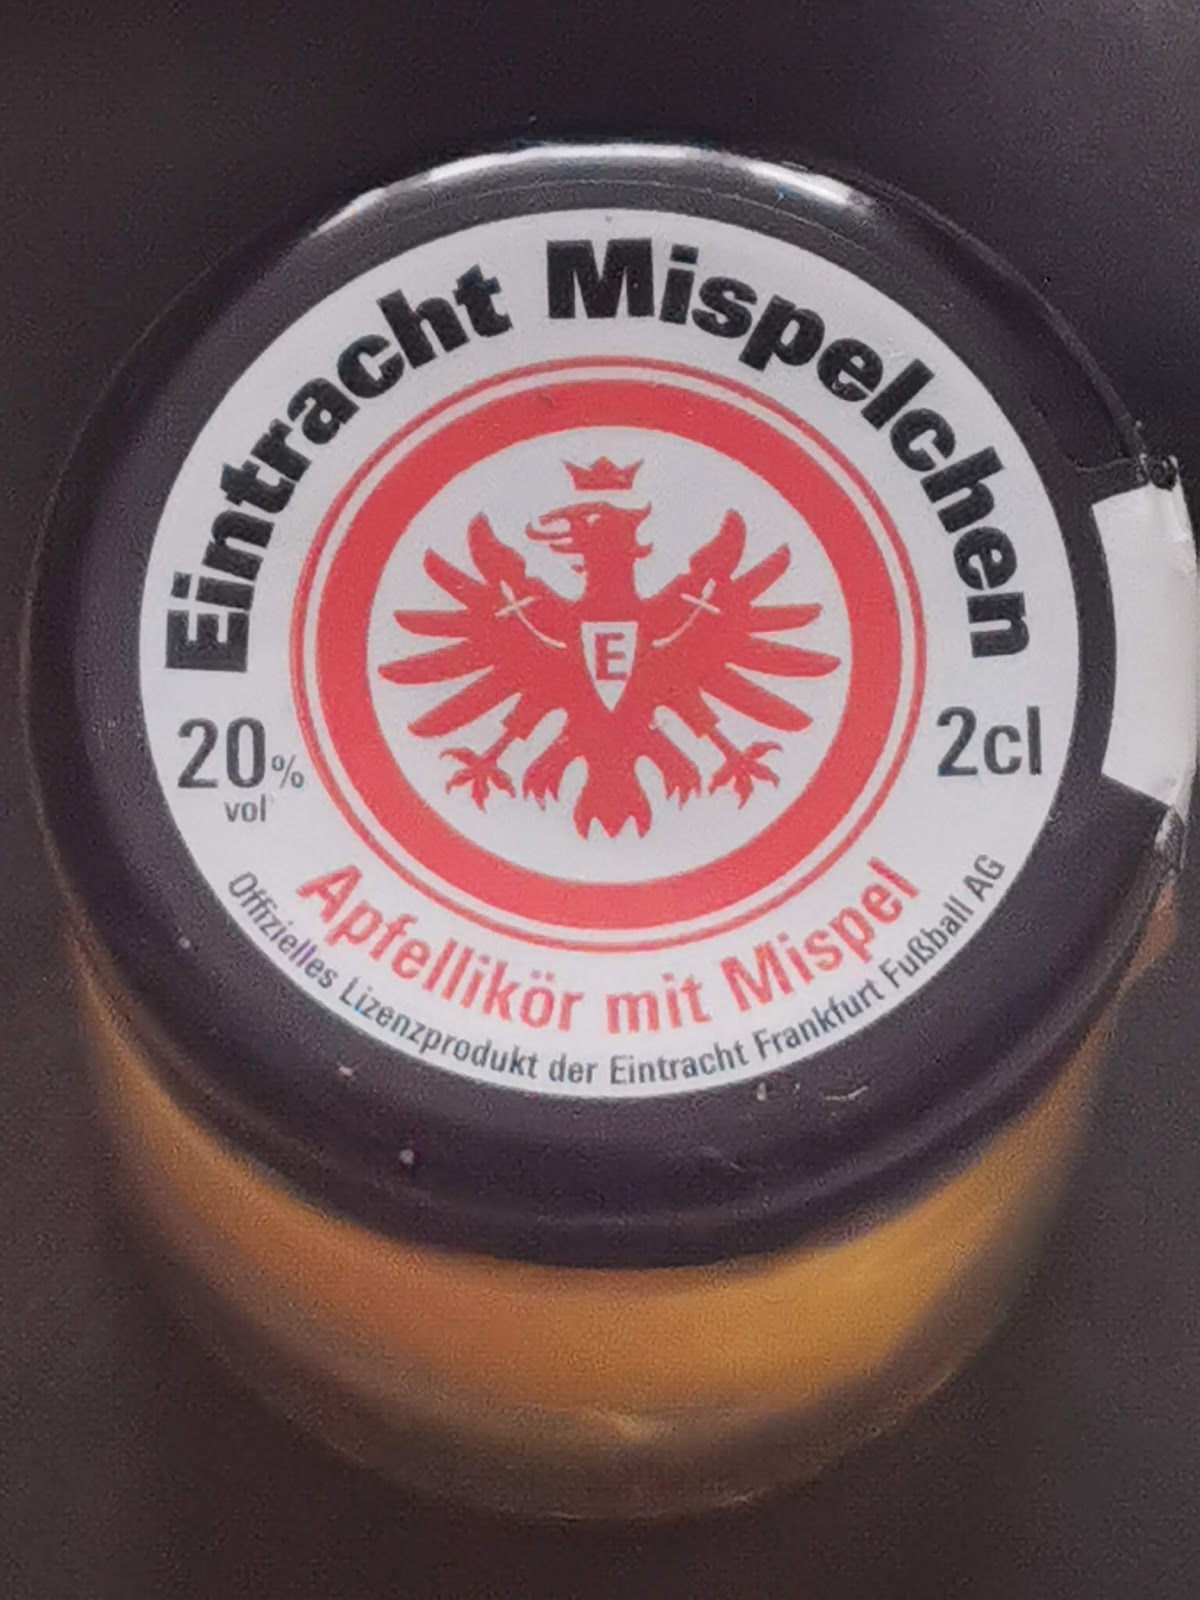 Eintracht Mispelchen
20% vol
2cl
E
Apfellikör mit Mispel
Offizielles Lizenzprodukt der Eintracht Frankfurt Fußball AG